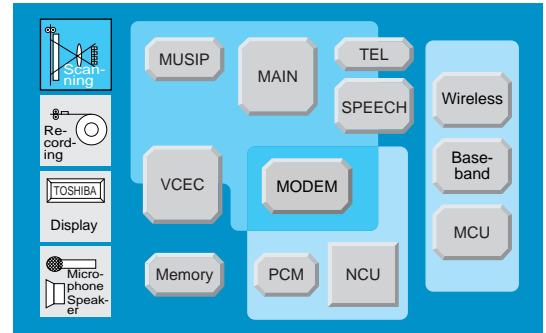 Scan-
ning
Re-
cord-
ing
TOSHIBA
Display
Micro-
phone
Speak-
er
MUSIP
MAIN
TEL
SPEECH
VCEC
MODEM
Memory
PCM
NCU
Wireless
Base-
band
MCU